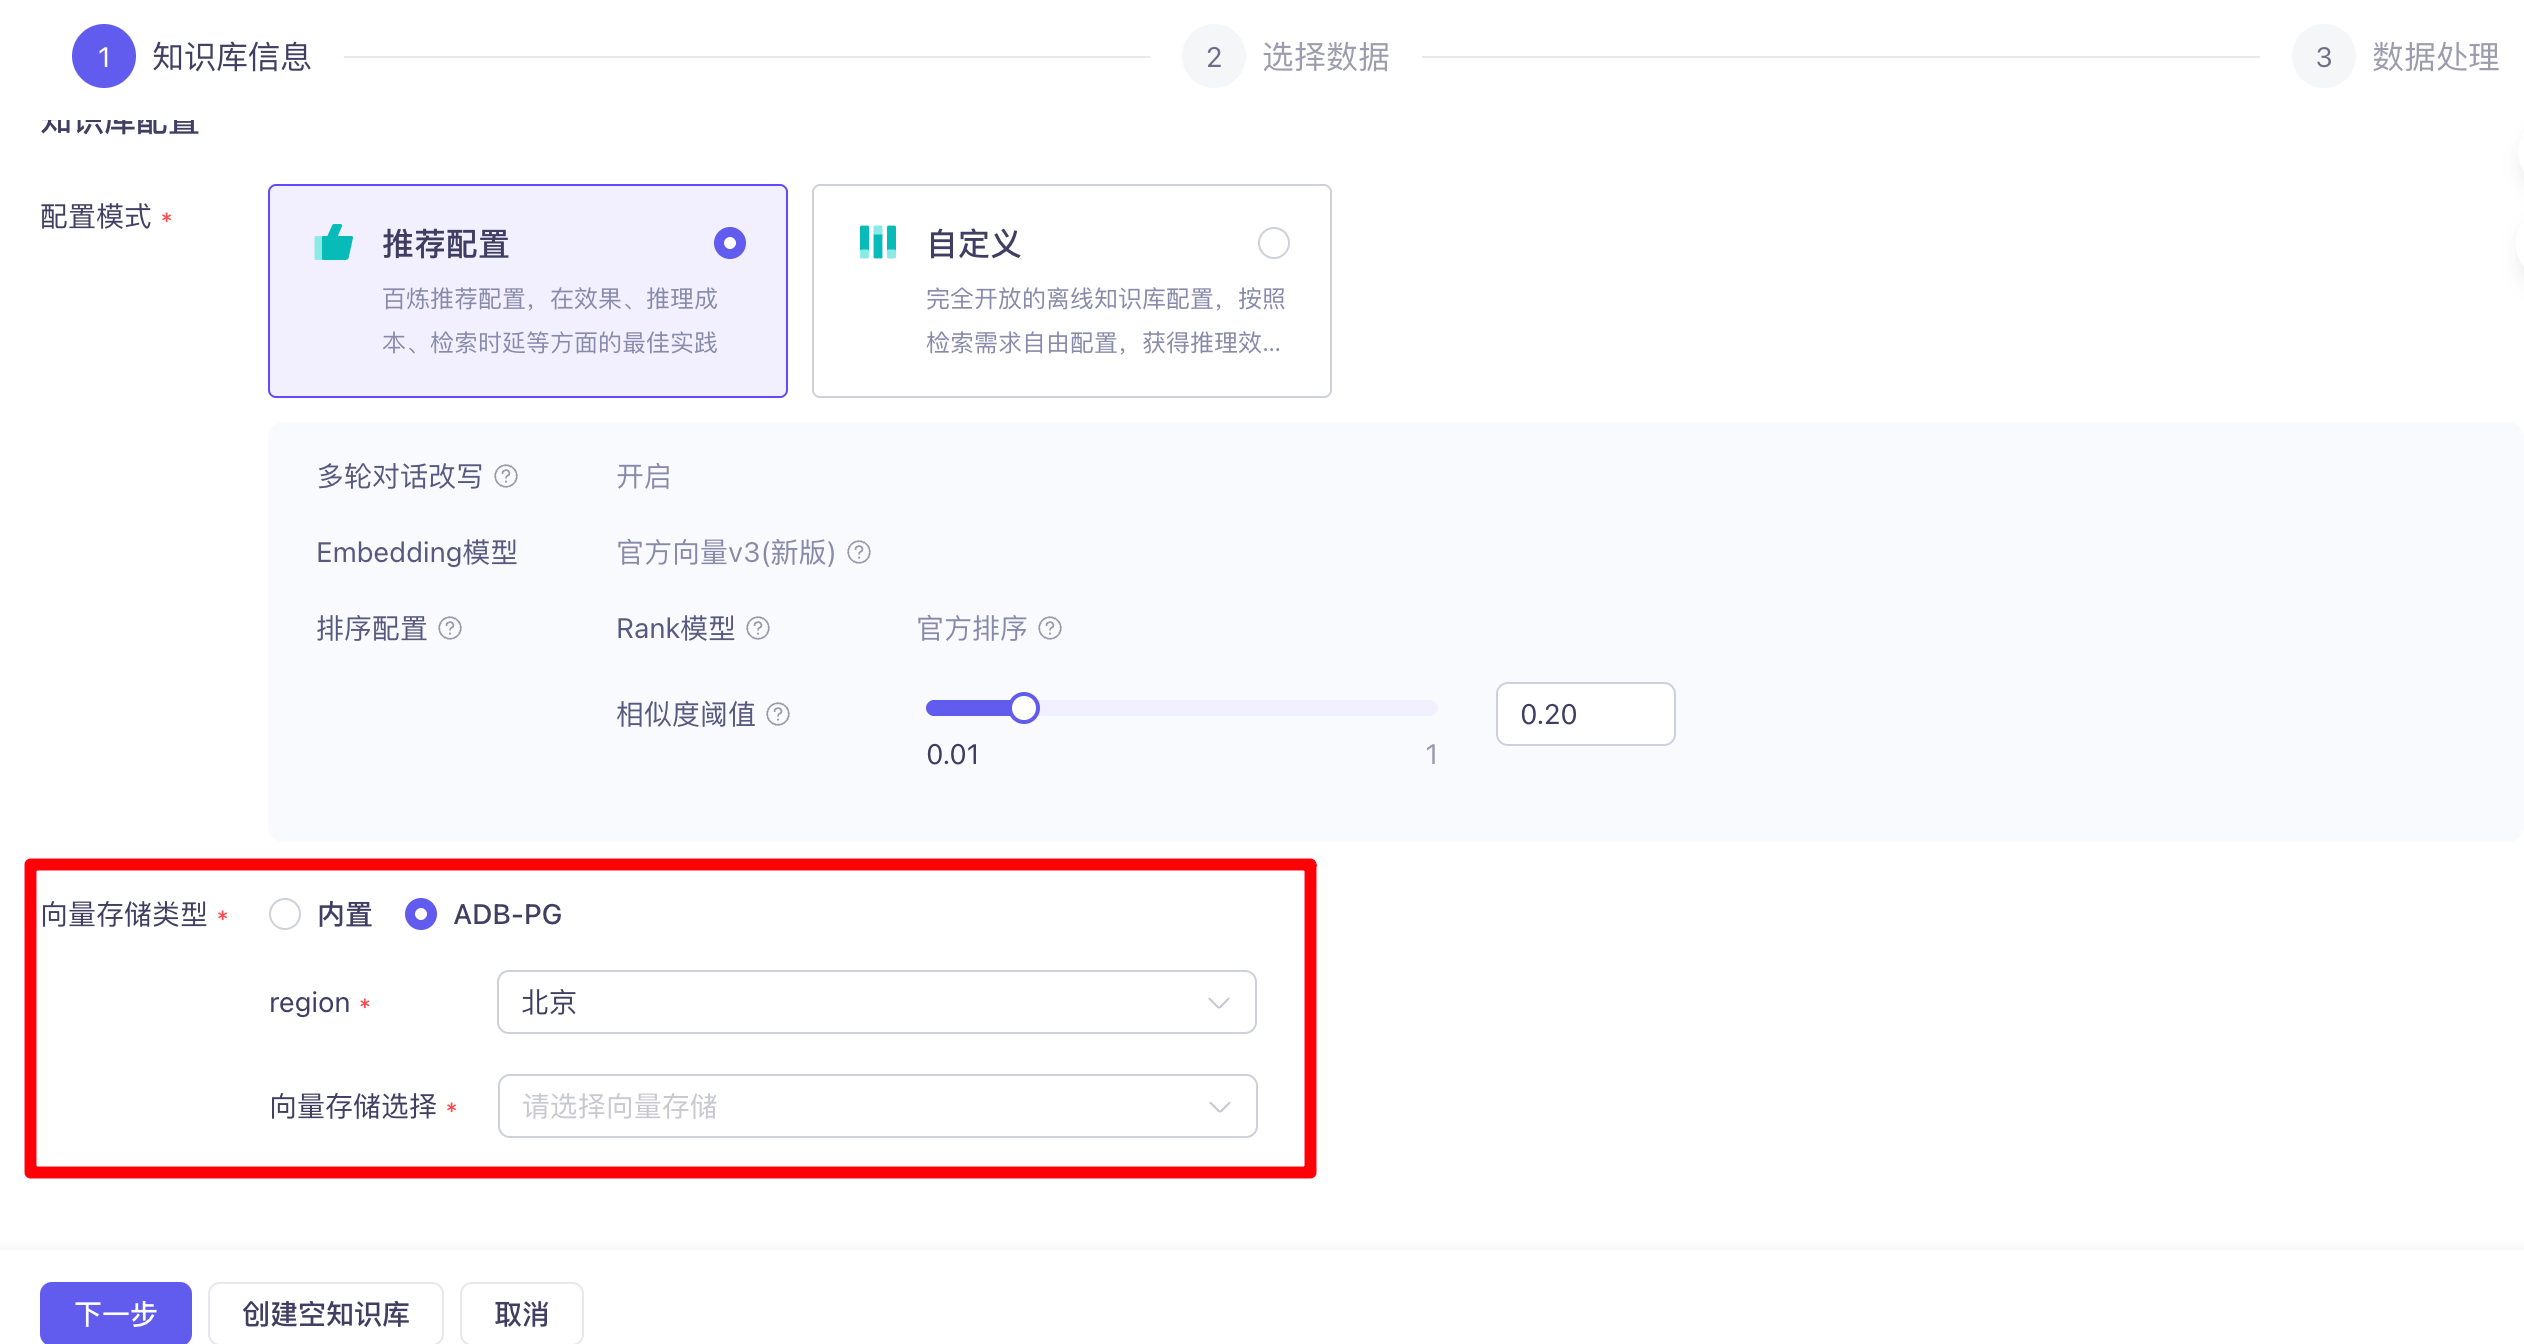 1 知识库信息 2 选择数据 3 数据处理
知识库配置
配置模式 *
推荐配置
百炼推荐配置，在效果、推理成
本、检索时延等方面的最佳实践
自定义
完全开放的离线知识库配置，按照
检索需求自由配置，获得推理效...
多轮对话改写 ? 开启
Embedding模型 官方向量v3(新版) ?
排序配置 ? Rank模型 ? 官方排序 ?
相似度阈值 ? 0.20
0.01 1
向量存储类型 * 内置 ADB-PG
region * 北京
向量存储选择 * 请选择向量存储
下一步 创建空知识库 取消